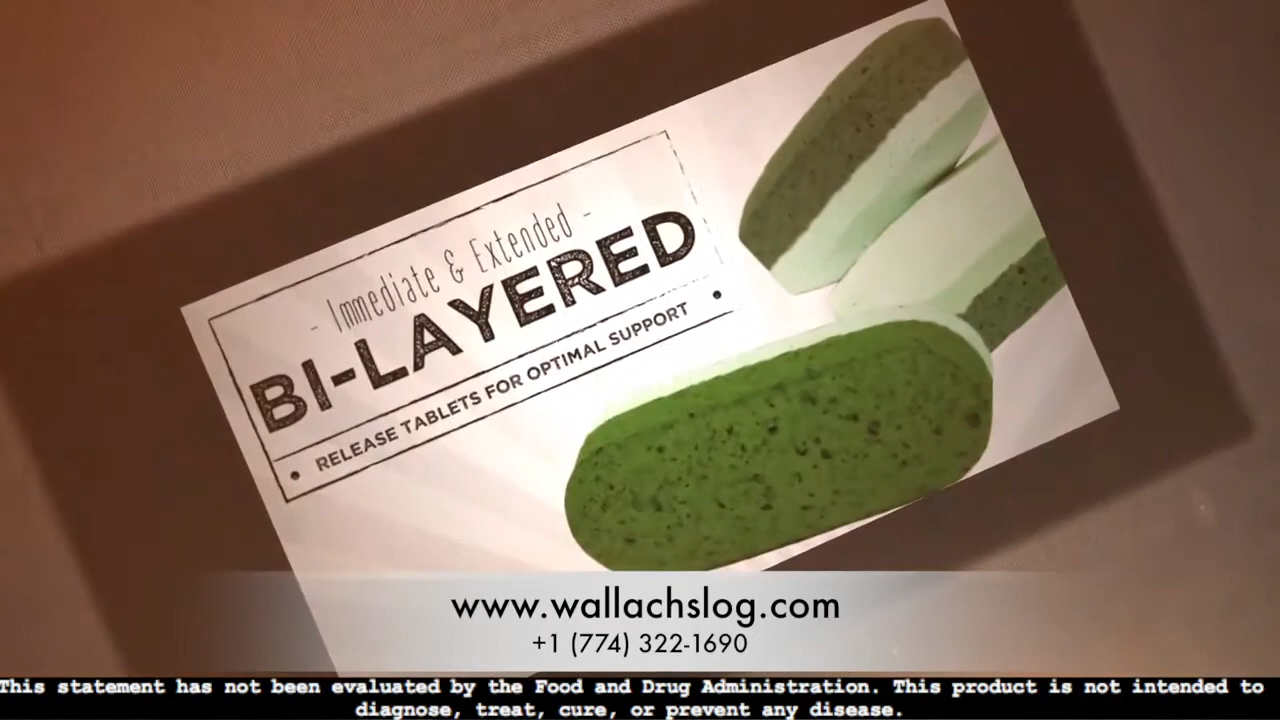 - Immediate & Extended -
BI-LAYERED
• RELEASE TABLETS FOR OPTIMAL SUPPORT •
www.wallachslog.com
+1 (774) 322-1690
This statement has not been evaluated by the Food and Drug Administration. This product is not intended to
diagnose, treat, cure, or prevent any disease.